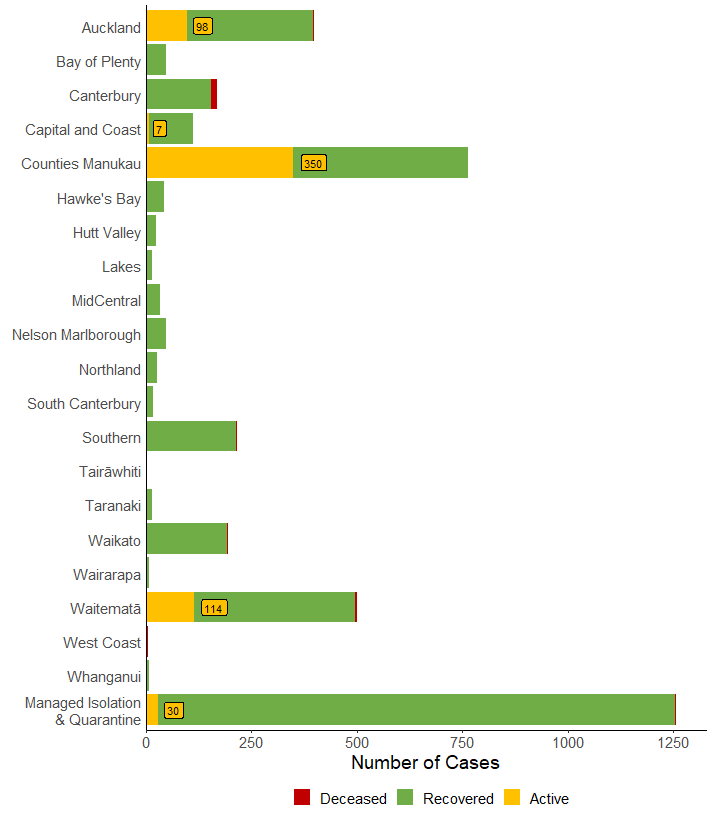 Auckland
98
Bay of Plenty
Canterbury
Capital and Coast
7
Counties Manukau
350
Hawke's Bay
Hutt Valley
Lakes
MidCentral
Nelson Marlborough
Northland
South Canterbury
Southern
Tairāwhiti
Taranaki
Waikato
Wairarapa
Waitematā
114
West Coast
Whanganui
Managed Isolation
& Quarantine
30
0 250 500 750 1000 1250
Number of Cases
Deceased Recovered Active